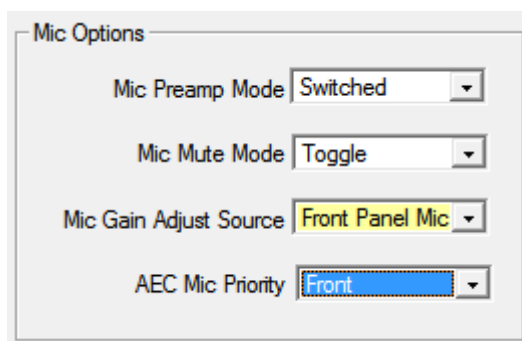 Mic Options
Mic Preamp Mode Switched
Mic Mute Mode Toggle
Mic Gain Adjust Source Front Panel Mic
AEC Mic Priority Front